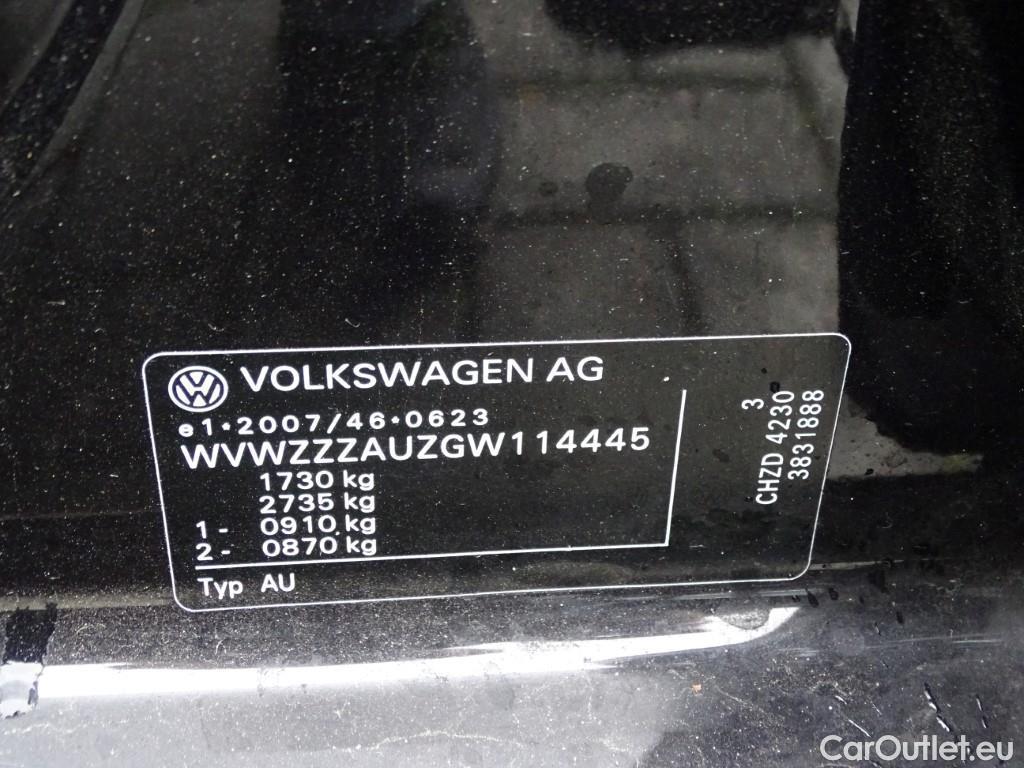 VOLKSWAGEN AG
e1*2007/46*0623
WVWZZZAUZGW114445
1730 kg
2735 kg
1- 0910 kg
2- 0870 kg
Typ AU
3
CHZD 4230
3831888
CarOutlet.eu